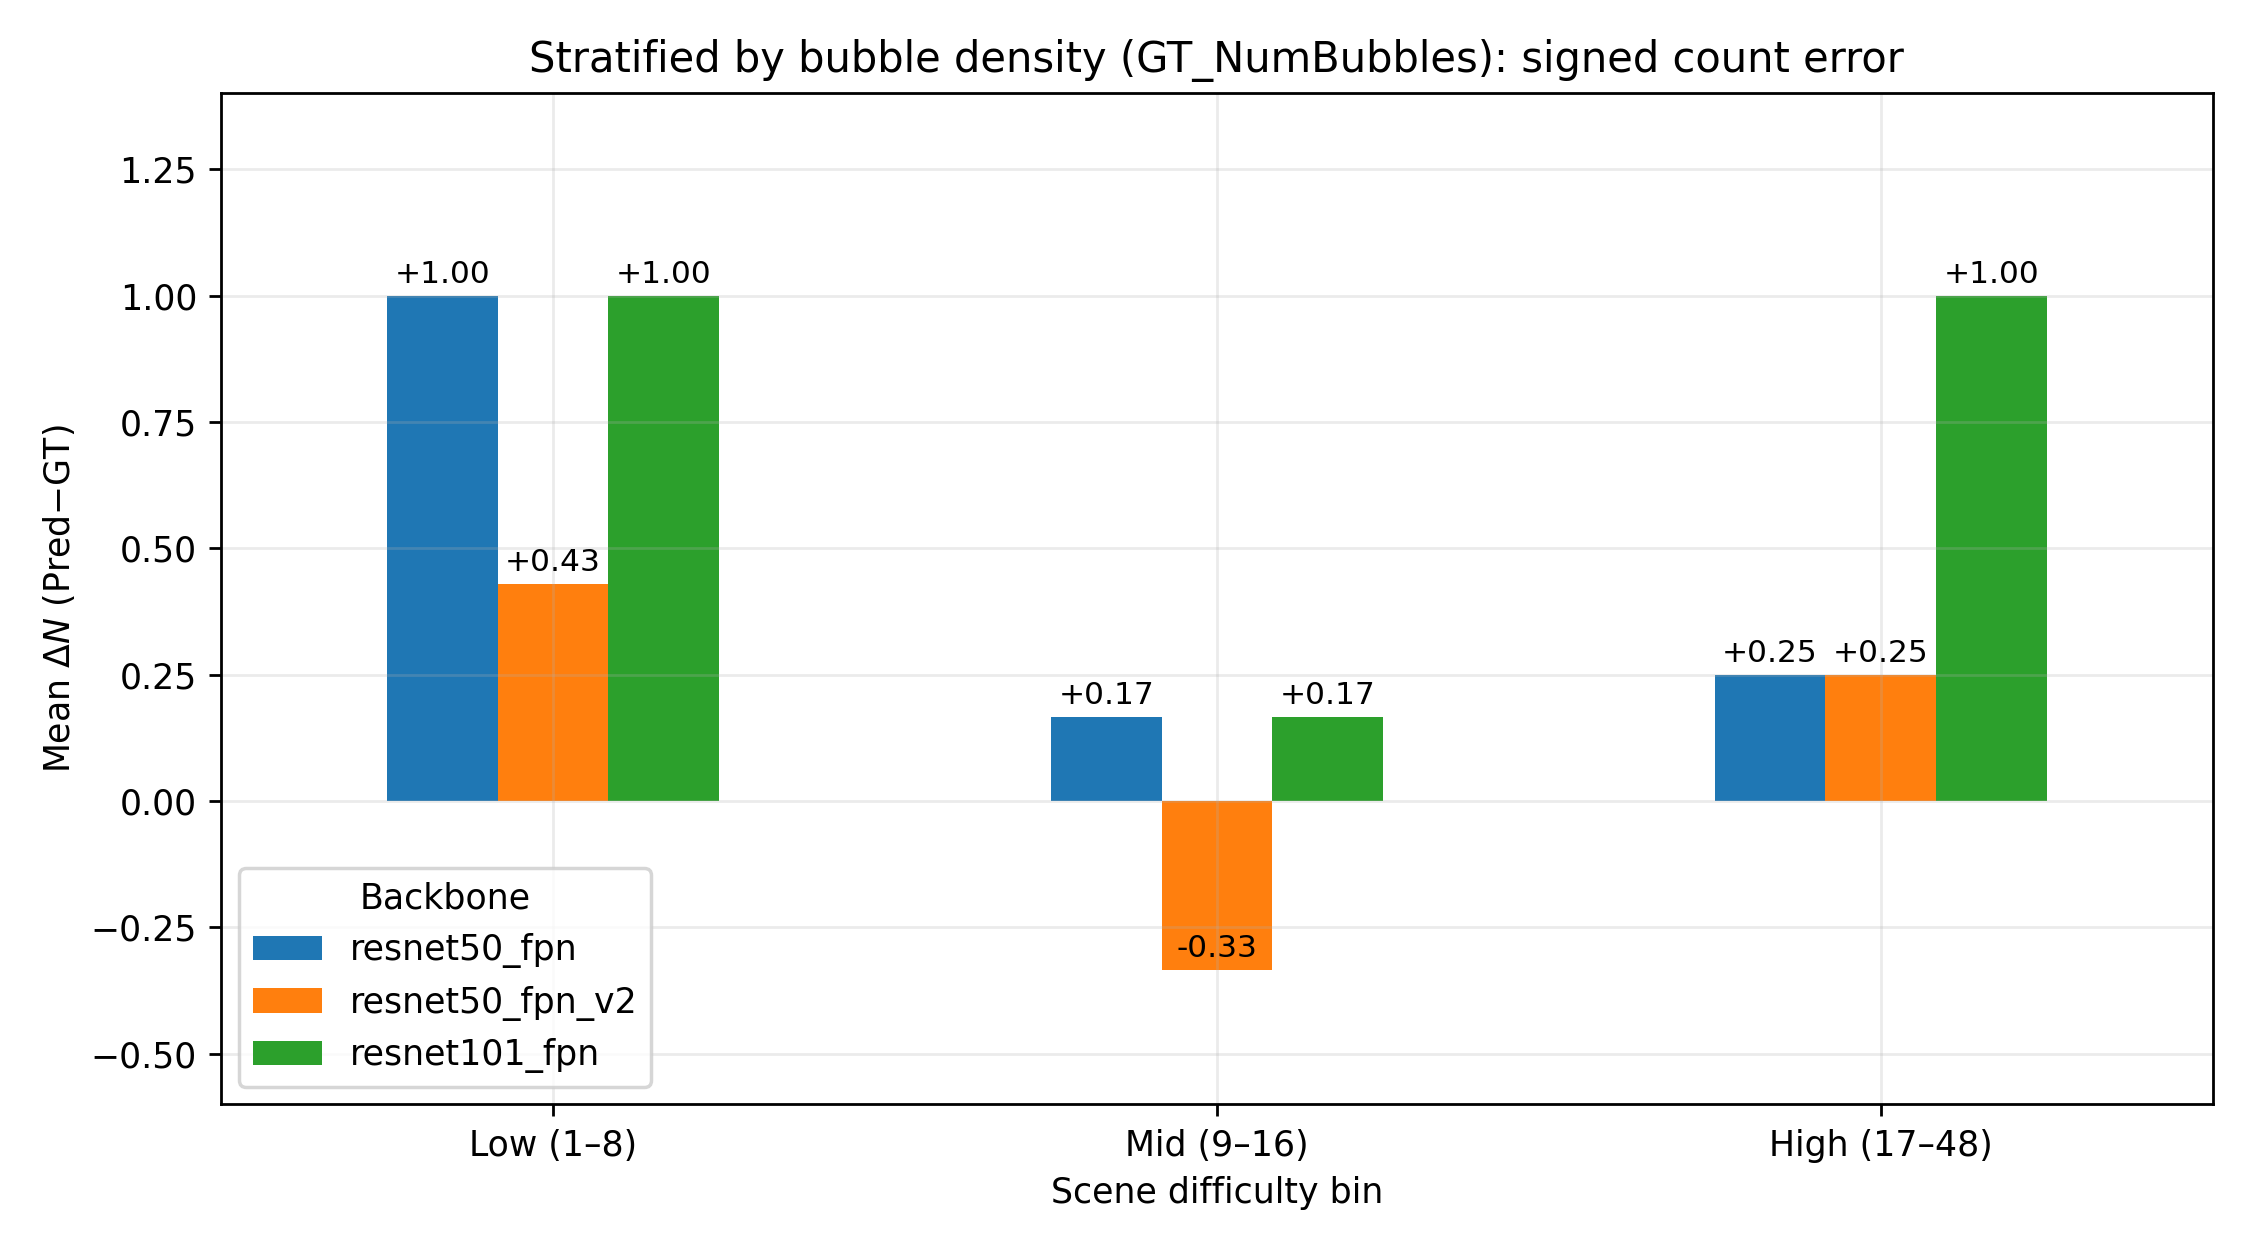 Stratified by bubble density (GT_NumBubbles): signed count error
Mean ΔN (Pred−GT)
1.25
1.00
0.75
0.50
0.25
0.00
−0.25
−0.50
+1.00
+0.43
+1.00
+0.17
-0.33
+0.17
+0.25
+0.25
+1.00
Backbone
resnet50_fpn
resnet50_fpn_v2
resnet101_fpn
Low (1–8)
Mid (9–16)
High (17–48)
Scene difficulty bin